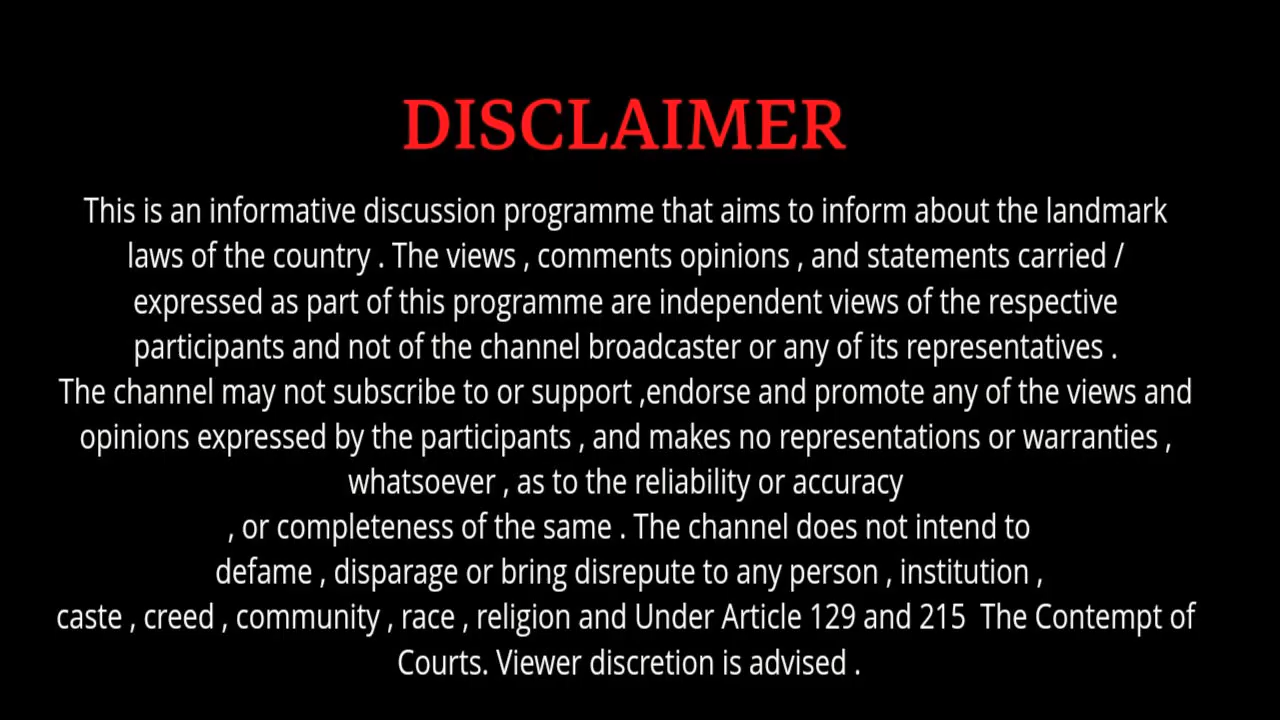 DISCLAIMER
This is an informative discussion programme that aims to inform about the landmark
laws of the country . The views , comments opinions , and statements carried /
expressed as part of this programme are independent views of the respective
participants and not of the channel broadcaster or any of its representatives .
The channel may not subscribe to or support ,endorse and promote any of the views and
opinions expressed by the participants , and makes no representations or warranties ,
whatsoever , as to the reliability or accuracy
, or completeness of the same . The channel does not intend to
defame , disparage or bring disrepute to any person , institution ,
caste , creed , community , race , religion and Under Article 129 and 215 The Contempt of
Courts. Viewer discretion is advised .